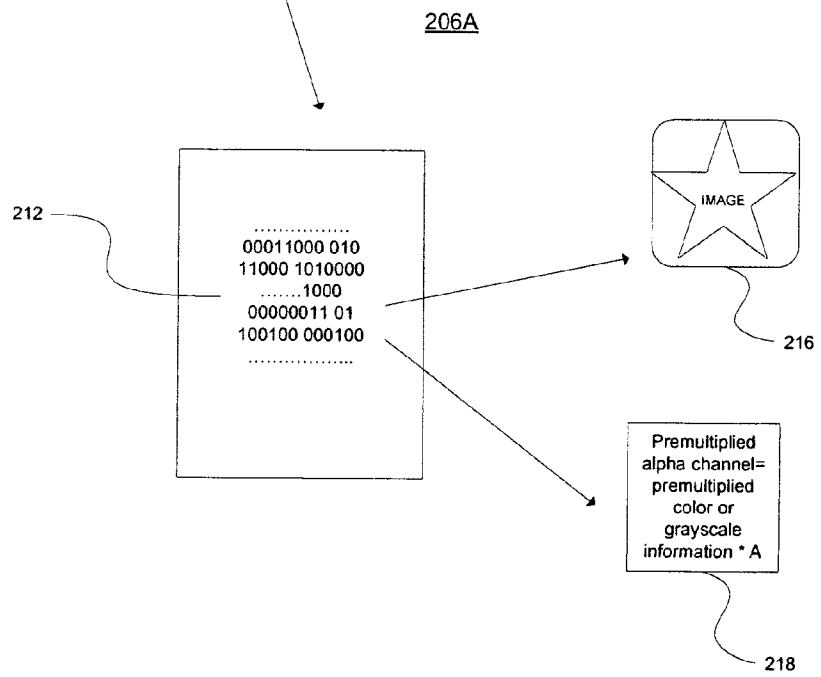 206A
212
................
00011000 010
11000 1010000
.......1000
00000011 01
100100 000100
.................
IMAGE
216
Premultiplied
alpha channel=
premultiplied
color or
grayscale
information * A
218